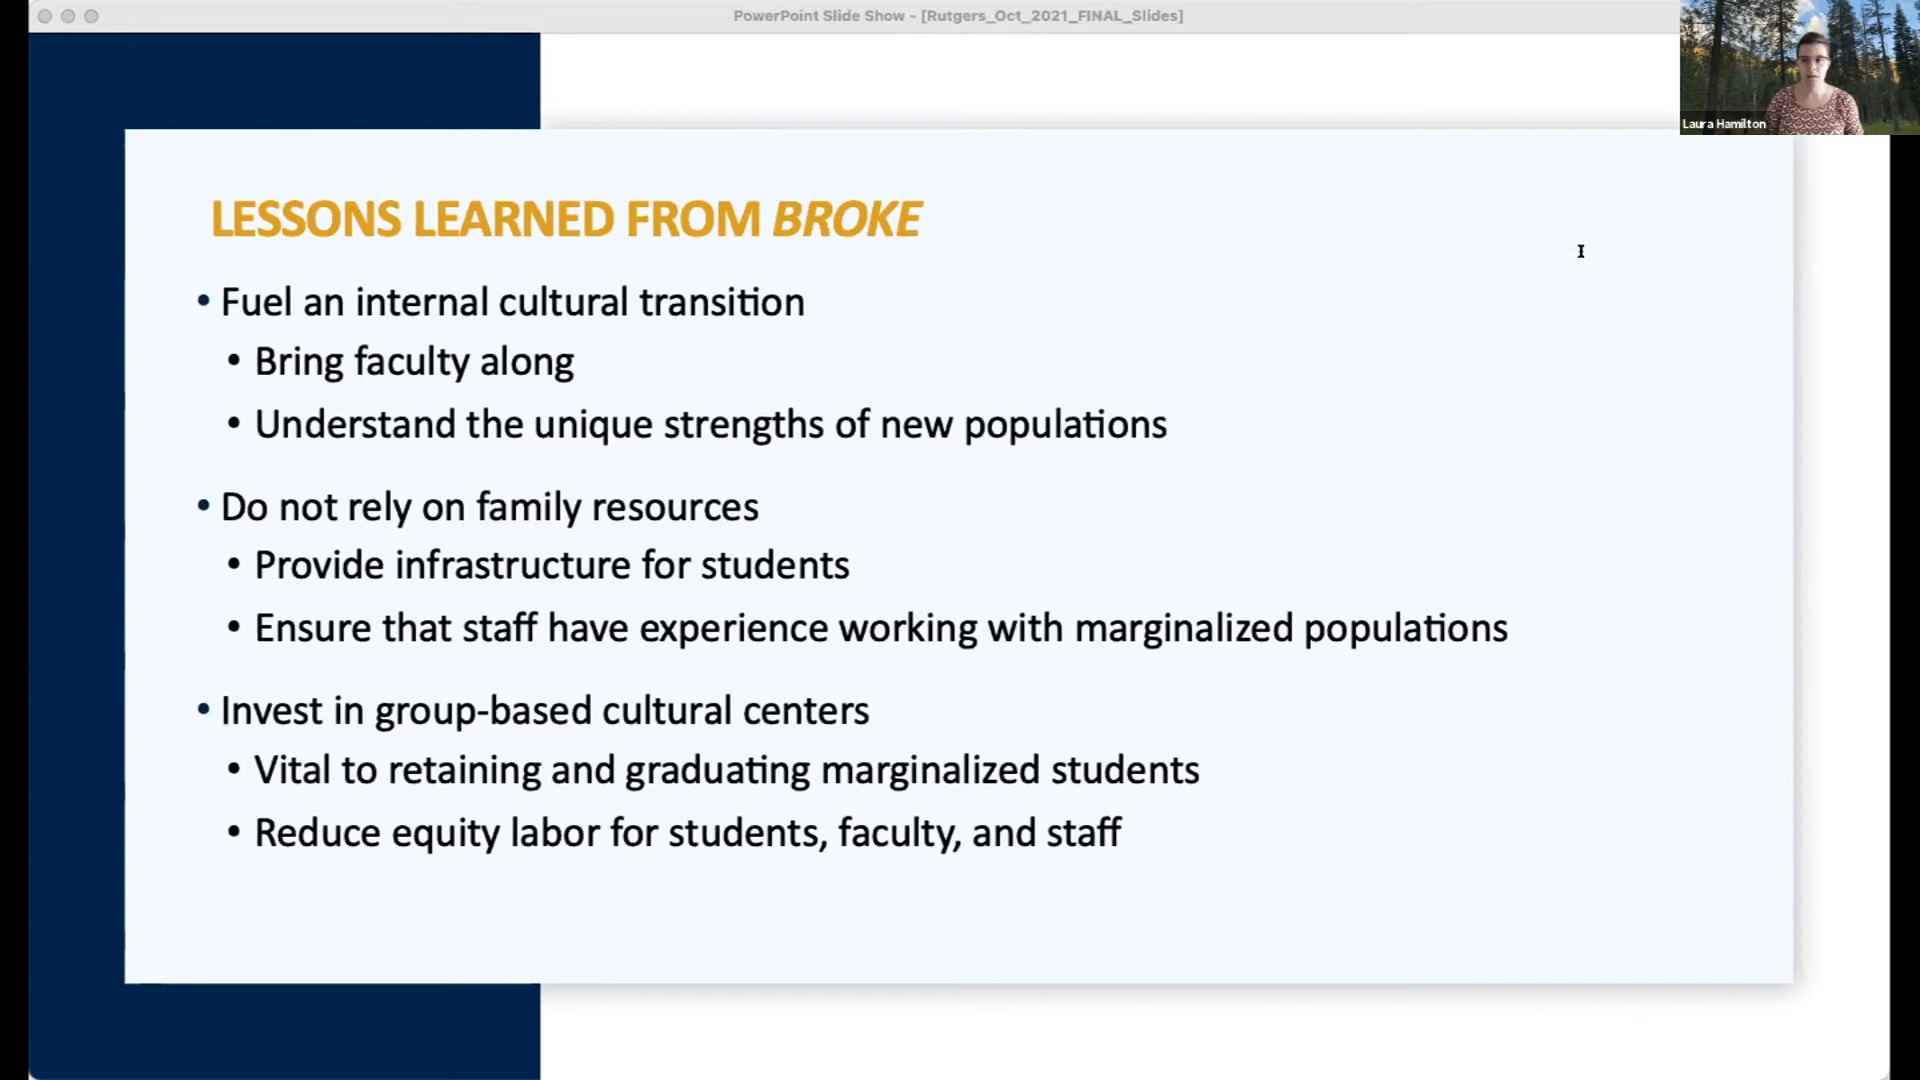 PowerPoint Slide Show - [Rutgers_Oct_2021_FINAL_Slides]
Laura Hamilton
LESSONS LEARNED FROM BROKE
• Fuel an internal cultural transition
• Bring faculty along
• Understand the unique strengths of new populations
• Do not rely on family resources
• Provide infrastructure for students
• Ensure that staff have experience working with marginalized populations
• Invest in group-based cultural centers
• Vital to retaining and graduating marginalized students
• Reduce equity labor for students, faculty, and staff